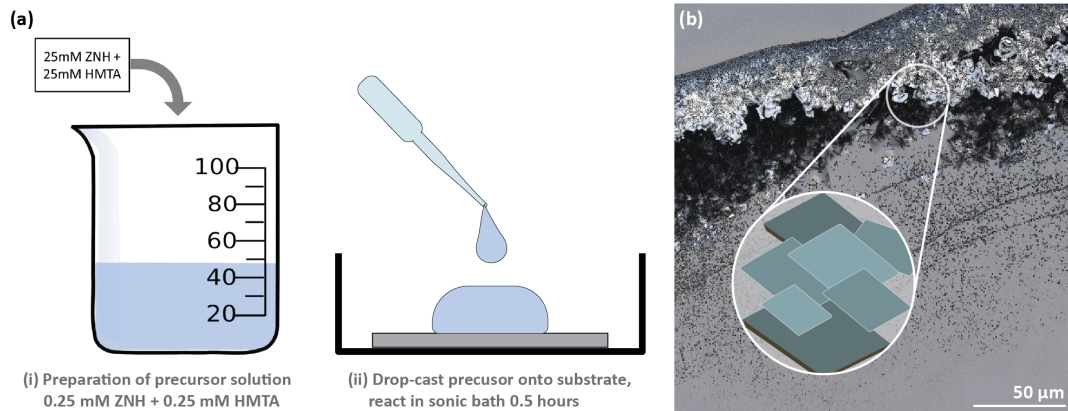 (a)
25mM ZNH +
25mM HMTA
100
80
60
40
20
(i) Preparation of precursor solution
0.25 mM ZNH + 0.25 mM HMTA
(ii) Drop-cast precusor onto substrate,
react in sonic bath 0.5 hours
(b)
50 µm